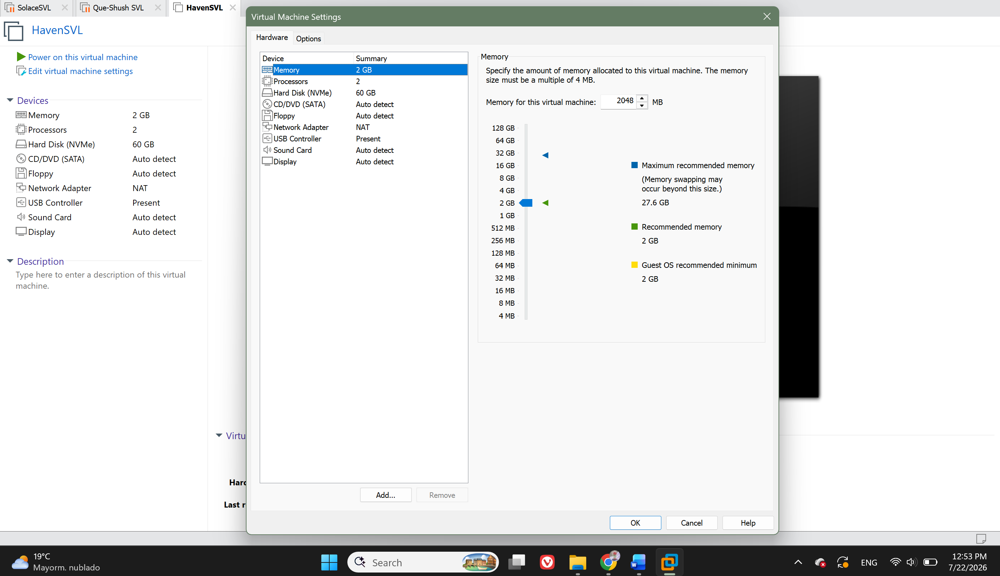 SolaceSVL
Que-Shush SVL
HavenSVL
HavenSVL
Power on this virtual machine
Edit virtual machine settings
Devices
Memory 2 GB
Processors 2
Hard Disk (NVMe) 60 GB
CD/DVD (SATA) Auto detect
Floppy Auto detect
Network Adapter NAT
USB Controller Present
Sound Card Auto detect
Display Auto detect
Description
Type here to enter a description of this virtual
machine.
Virtu
Hard
Last r
Virtual Machine Settings
Hardware
Options
Device Summary
Memory 2 GB
Processors 2
Hard Disk (NVMe) 60 GB
CD/DVD (SATA) Auto detect
Floppy Auto detect
Network Adapter NAT
USB Controller Present
Sound Card Auto detect
Display Auto detect
Add...
Remove
Memory
Specify the amount of memory allocated to this virtual machine. The memory
size must be a multiple of 4 MB.
Memory for this virtual machine: 2048 MB
128 GB
64 GB
32 GB
16 GB
8 GB
4 GB
2 GB
1 GB
512 MB
256 MB
128 MB
64 MB
32 MB
16 MB
8 MB
4 MB
Maximum recommended memory
(Memory swapping may
occur beyond this size.)
27.6 GB
Recommended memory
2 GB
Guest OS recommended minimum
2 GB
OK
Cancel
Help
19°C
Mayorm. nublado
Search
W
ENG
12:53 PM
7/22/2026